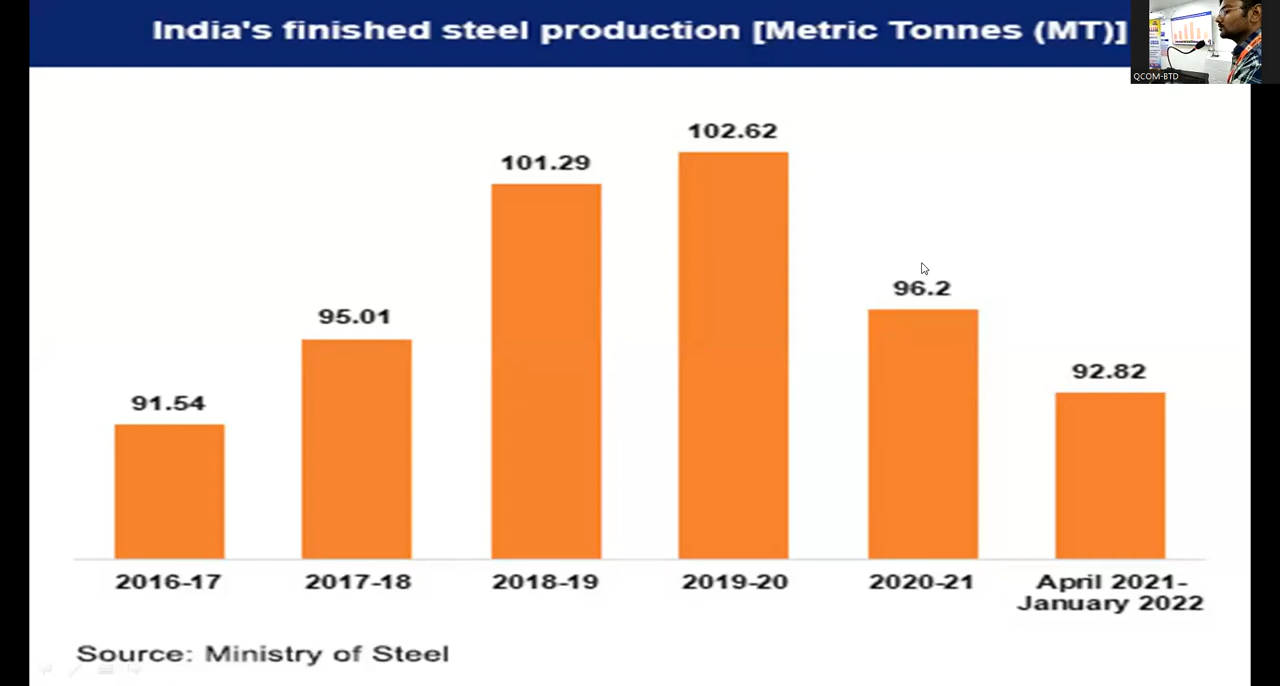 India's finished steel production [Metric Tonnes (MT)]
QCOM-BTD
102.62
101.29
96.2
95.01
92.82
91.54
2016-17 2017-18 2018-19 2019-20 2020-21 April 2021-
January 2022
Source: Ministry of Steel